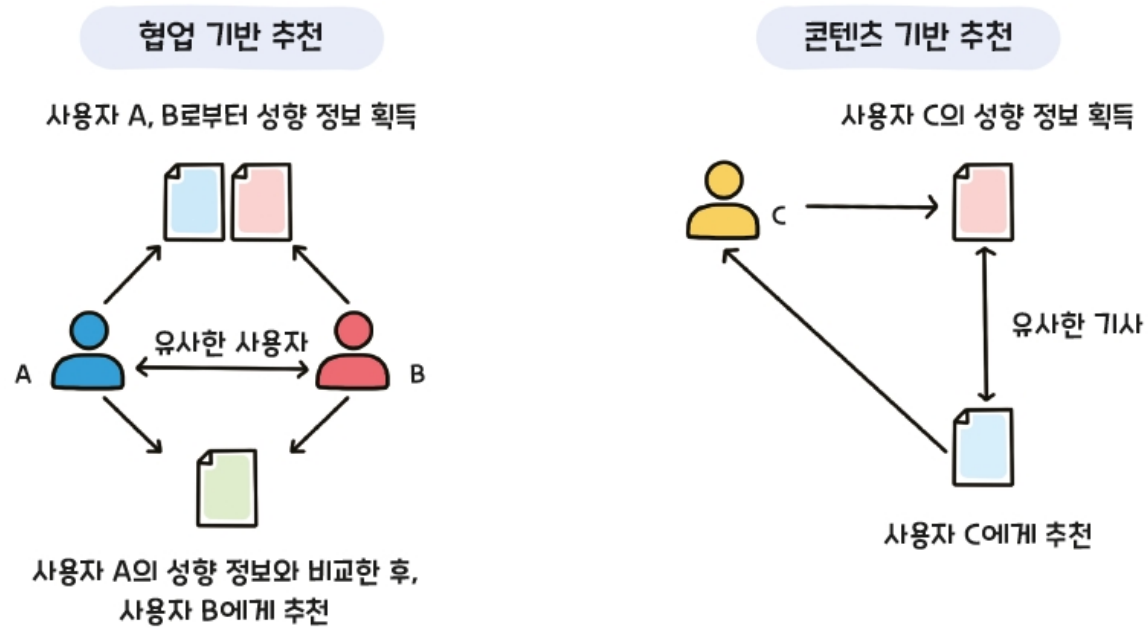 협업 기반 추천
사용자 A, B로부터 성향 정보 획득
A
유사한 사용자
B
사용자 A의 성향 정보와 비교한 후,
사용자 B에게 추천
콘텐츠 기반 추천
사용자 C의 성향 정보 획득
C
유사한 기사
사용자 C에게 추천